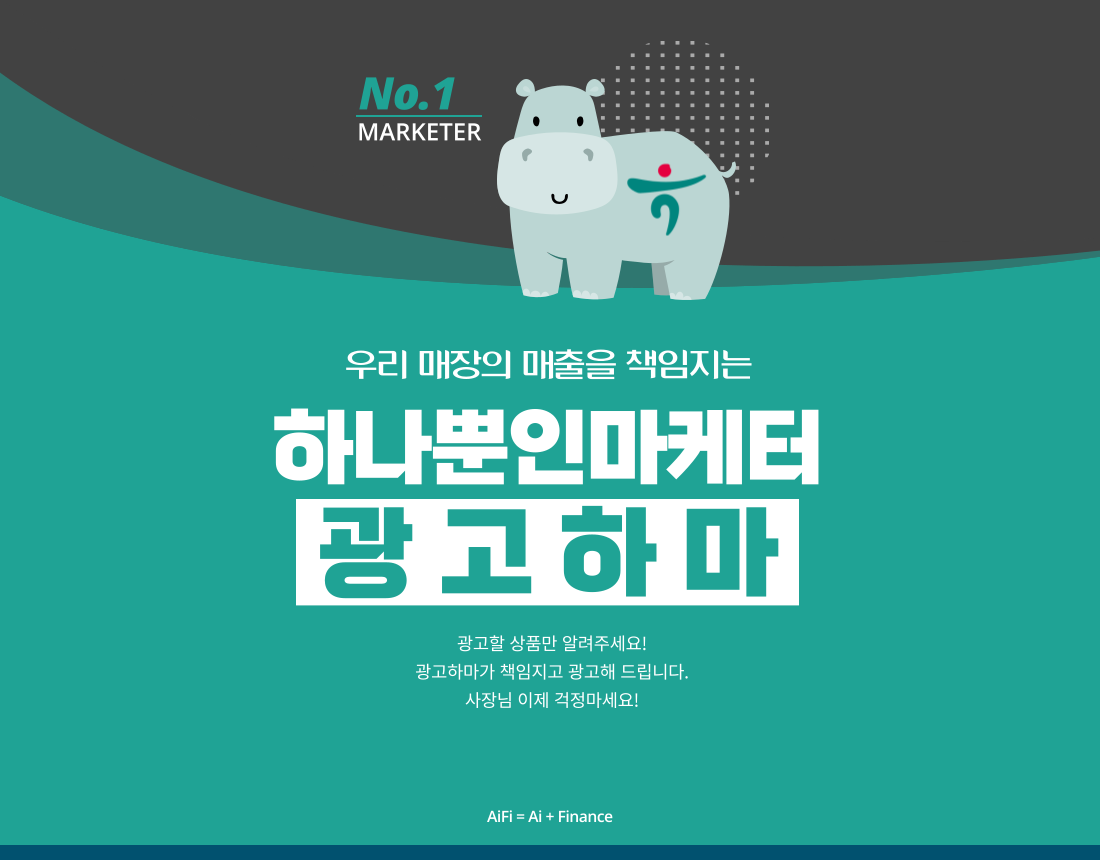 No.1
MARKETER
우리 매장의 매출을 책임지는
하나뿐인마케터
광고하마
광고할 상품만 알려주세요!
광고하마가 책임지고 광고해 드립니다.
사장님 이제 걱정마세요!
AiFi = Ai + Finance